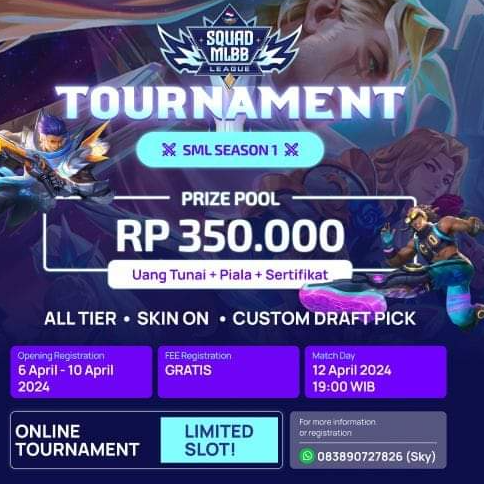 SQUAD
MLBB
LEAGUE
TOURNAMENT
SML SEASON 1
PRIZE POOL
RP 350.000
Uang Tunai + Piala + Sertifikat
ALL TIER • SKIN ON • CUSTOM DRAFT PICK
Opening Registration
6 April - 10 April
2024
FEE Registration
GRATIS
Match Day
12 April 2024
19:00 WIB
ONLINE
TOURNAMENT
LIMITED
SLOT!
For more information
or registration
083890727826 (Sky)